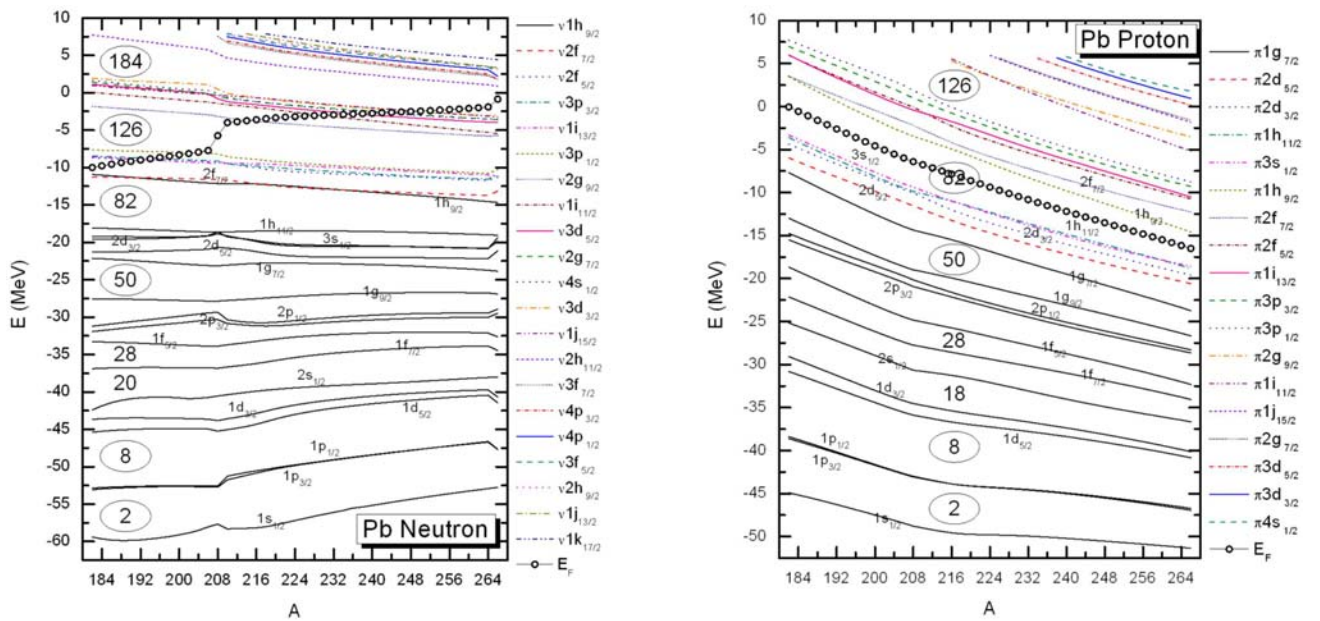 Pb Neutron
E (MeV)
10
5
0
-5
-10
-15
-20
-25
-30
-35
-40
-45
-50
-55
-60
184 192 200 208 216 224 232 240 248 256 264
A
184
126
82
50
28
20
8
2
2f7/2
1h9/2
1h11/2
2d3/2
2d5/2
3s1/2
1g7/2
1g9/2
2p1/2
2p3/2
1f5/2
1f7/2
2s1/2
1d3/2
1d5/2
1p1/2
1p3/2
1s1/2
ν1h9/2
ν2f7/2
ν2f5/2
ν3p3/2
ν1i13/2
ν3p1/2
ν2g9/2
ν1i11/2
ν3d5/2
ν2g7/2
ν4s1/2
ν3d3/2
ν1j15/2
ν2h11/2
ν3f7/2
ν4p3/2
ν4p1/2
ν3f5/2
ν2h9/2
ν1j13/2
ν1k17/2
EF
Pb Proton
E (MeV)
10
5
0
-5
-10
-15
-20
-25
-30
-35
-40
-45
-50
184 192 200 208 216 224 232 240 248 256 264
A
126
82
50
28
18
8
2
3s1/2
2d5/2
2f7/2
1h9/2
1h11/2
2d3/2
1g7/2
2p3/2
1g9/2
2p1/2
1f5/2
1f7/2
2s1/2
1d3/2
1d5/2
1p1/2
1p3/2
1s1/2
π1g7/2
π2d5/2
π2d3/2
π1h11/2
π3s1/2
π1h9/2
π2f7/2
π2f5/2
π1i13/2
π3p3/2
π3p1/2
π2g9/2
π1i11/2
π1j15/2
π2g7/2
π3d5/2
π3d3/2
π4s1/2
EF